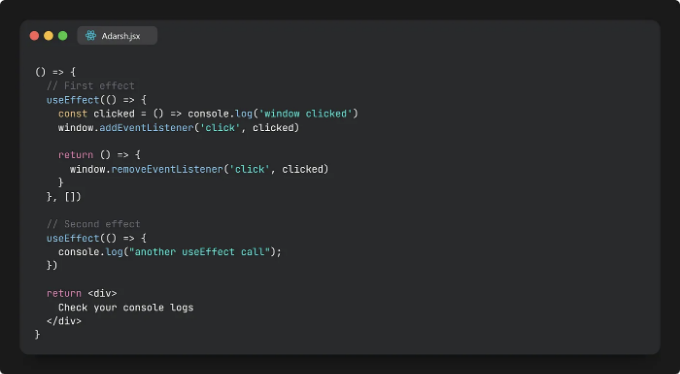 Adarsh.jsx
() => {
// First effect
useEffect(() => {
const clicked = () => console.log('window clicked')
window.addEventListener('click', clicked)
return () => {
window.removeEventListener('click', clicked)
}
}, [])
// Second effect
useEffect(() => {
console.log("another useEffect call");
})
return <div>
Check your console logs
</div>
}